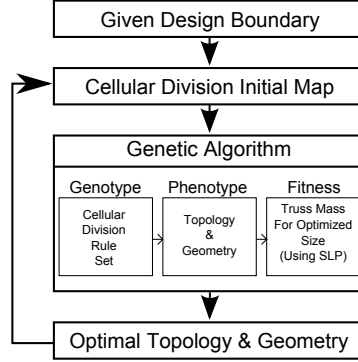 Given Design Boundary
Cellular Division Initial Map
Genetic Algorithm
Genotype
Cellular
Division
Rule
Set
Phenotype
Topology
&
Geometry
Fitness
Truss Mass
For Optimized
Size
(Using SLP)
Optimal Topology & Geometry